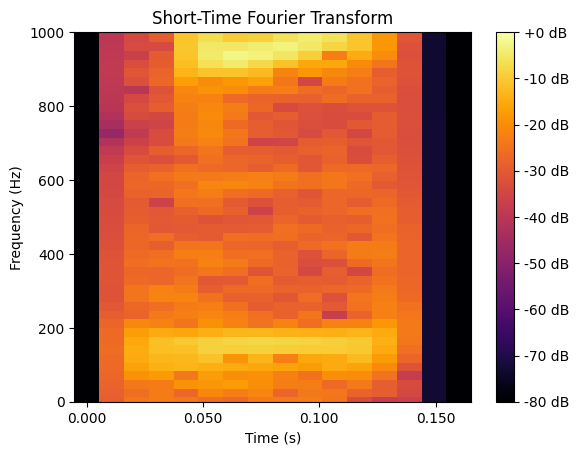 Short-Time Fourier Transform
Frequency (Hz)
1000
800
600
400
200
0
0.000
0.050
0.100
0.150
Time (s)
+0 dB
-10 dB
-20 dB
-30 dB
-40 dB
-50 dB
-60 dB
-70 dB
-80 dB